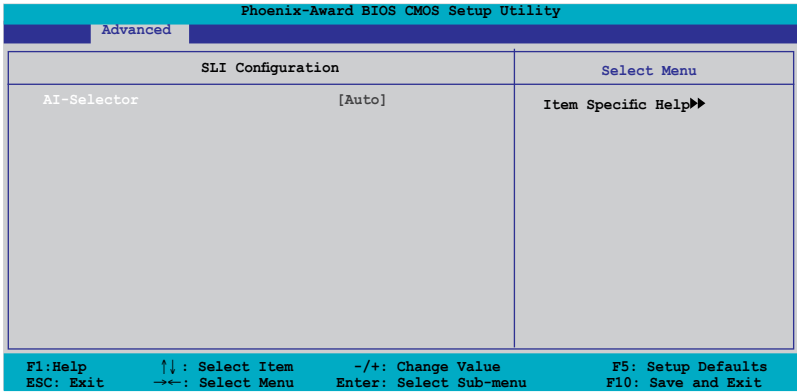 Phoenix-Award BIOS CMOS Setup Utility
Advanced
SLI Configuration
Select Menu
AI-Selector [Auto]
Item Specific Help▶▶
F1:Help ↑↓ : Select Item -/+: Change Value F5: Setup Defaults
ESC: Exit →←: Select Menu Enter: Select Sub-menu F10: Save and Exit